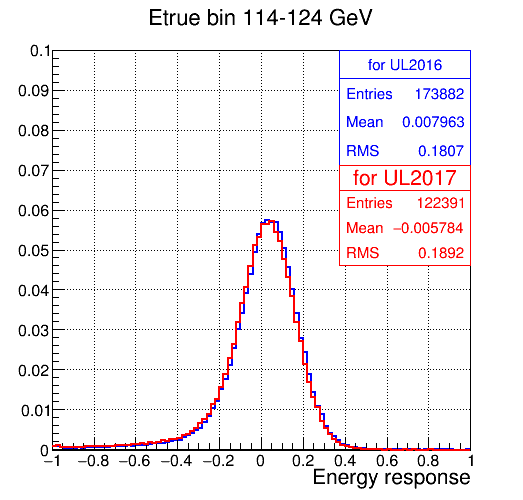 Etrue bin 114-124 GeV
for UL2016
Entries 173882
Mean 0.007963
RMS 0.1807
for UL2017
Entries 122391
Mean −0.005784
RMS 0.1892
0.1
0.09
0.08
0.07
0.06
0.05
0.04
0.03
0.02
0.01
0
−1 −0.8 −0.6 −0.4 −0.2 0 0.2 0.4 0.6 0.8 1
Energy response